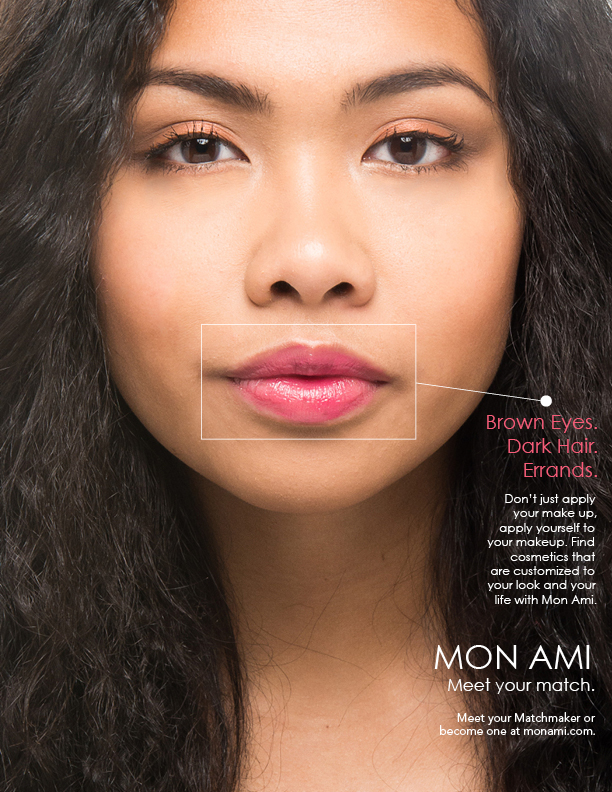 Brown Eyes.
Dark Hair.
Errands.
Don't just apply
your make up,
apply yourself to
your makeup. Find
cosmetics that
are customized to
your look and your
life with Mon Ami.
MON AMI
Meet your match.
Meet your Matchmaker or
become one at monami.com.